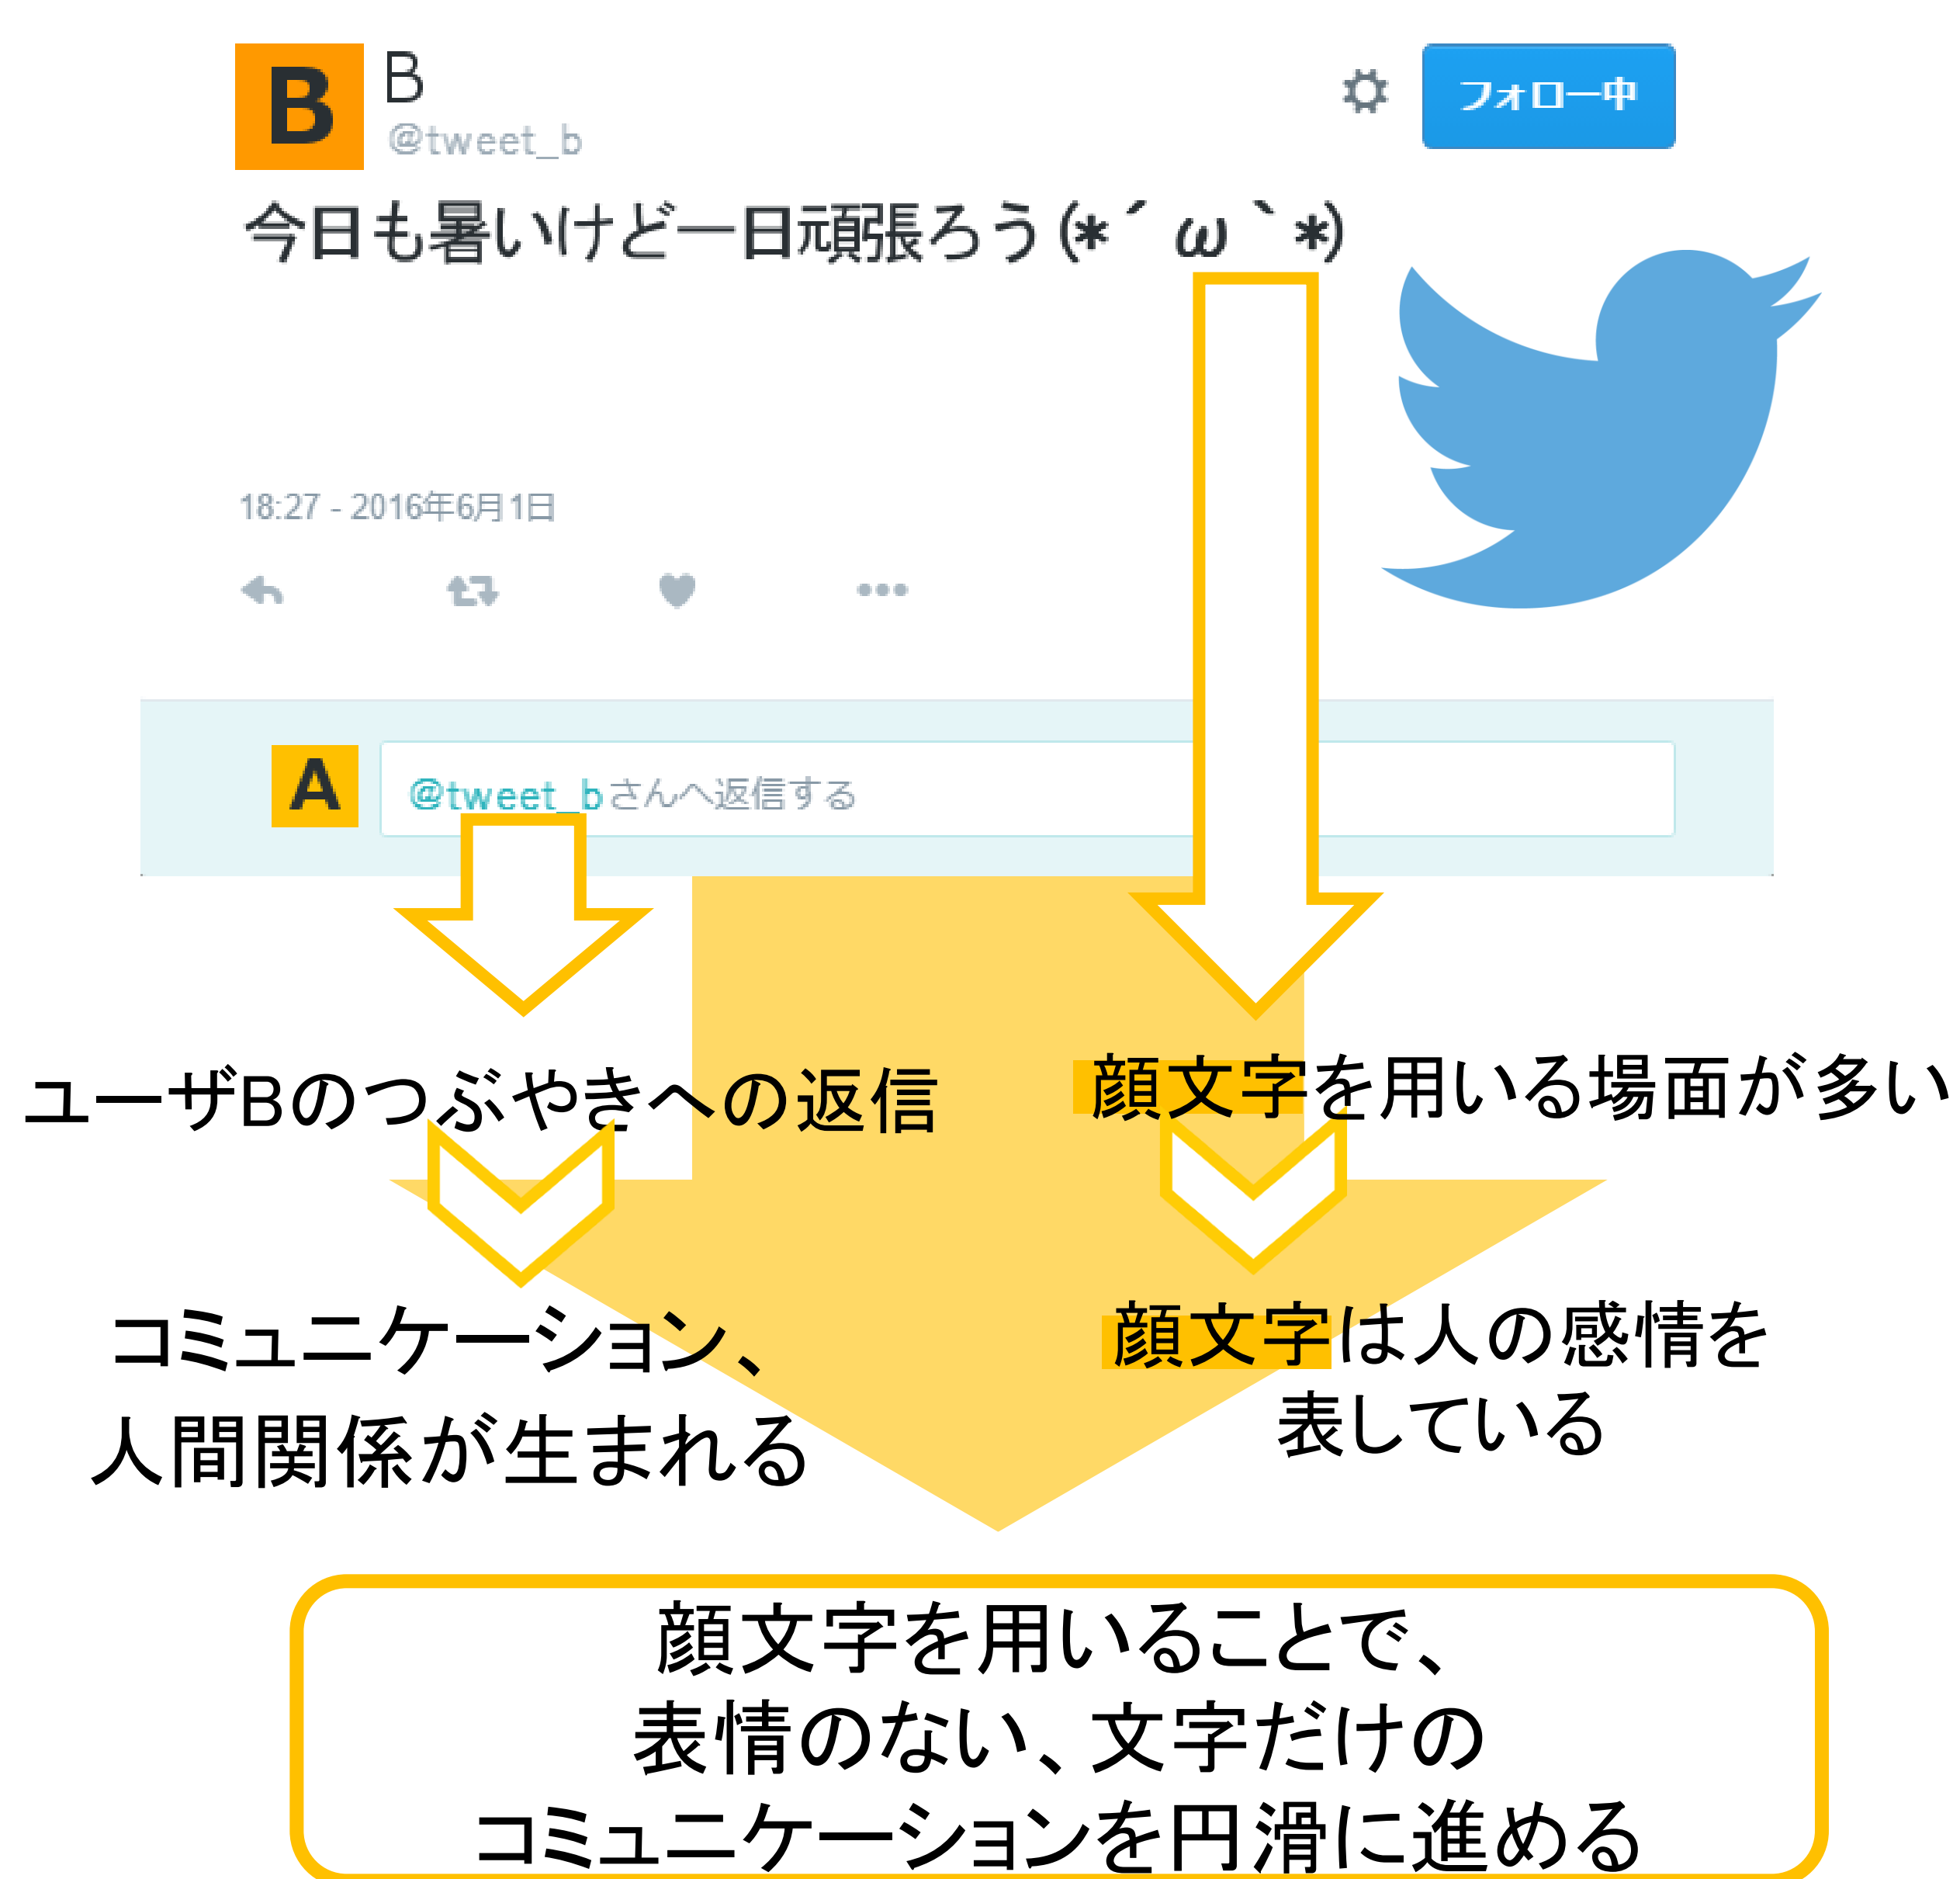 B
B
@tweet_b
フォロー中
今日も暑いけど一日頑張ろう(*´ω`*)
18:27 - 2016年6月1日
A
@tweet_bさんへ返信する
ユーザBのつぶやきへの返信
顔文字を用いる場面が多い
コミュニケーション、
人間関係が生まれる
顔文字は人の感情を
表している
顔文字を用いることで、
表情のない、文字だけの
コミュニケーションを円滑に進める